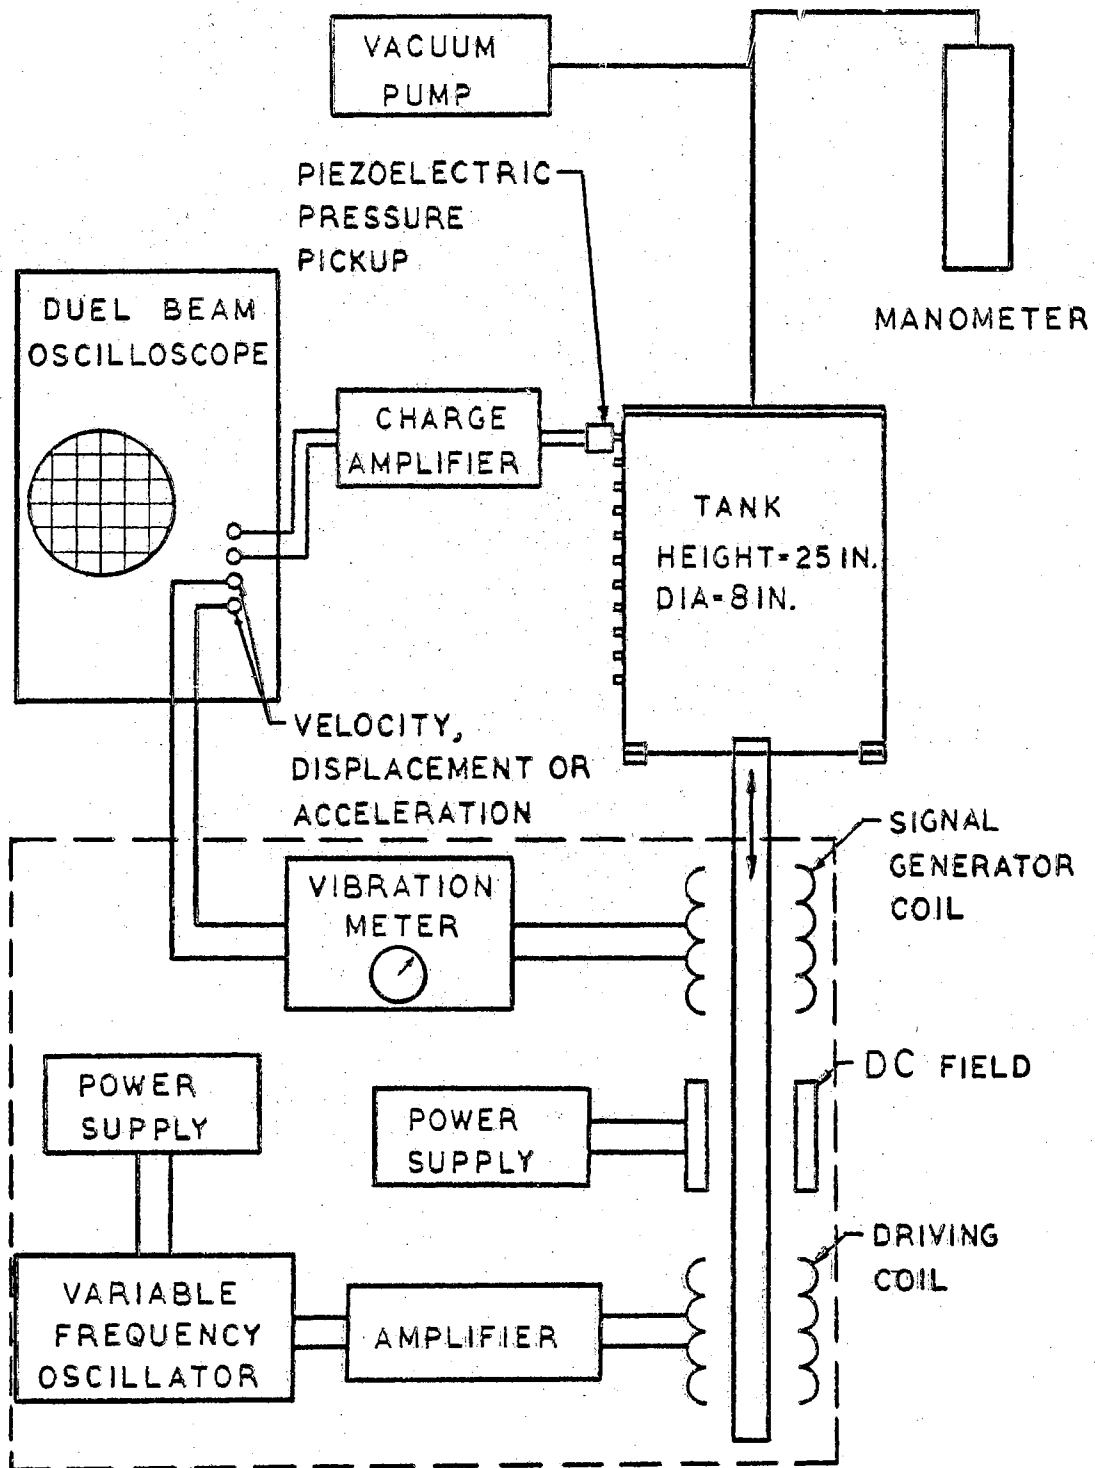 VACUUM
PUMP
PIEZOELECTRIC
PRESSURE
PICKUP
MANOMETER
DUEL BEAM
OSCILLOSCOPE
CHARGE
AMPLIFIER
TANK
HEIGHT=25 IN.
DIA=8 IN.
VELOCITY,
DISPLACEMENT OR
ACCELERATION
SIGNAL
GENERATOR
COIL
VIBRATION
METER
DC FIELD
POWER
SUPPLY
POWER
SUPPLY
DRIVING
COIL
VARIABLE
FREQUENCY
OSCILLATOR
AMPLIFIER